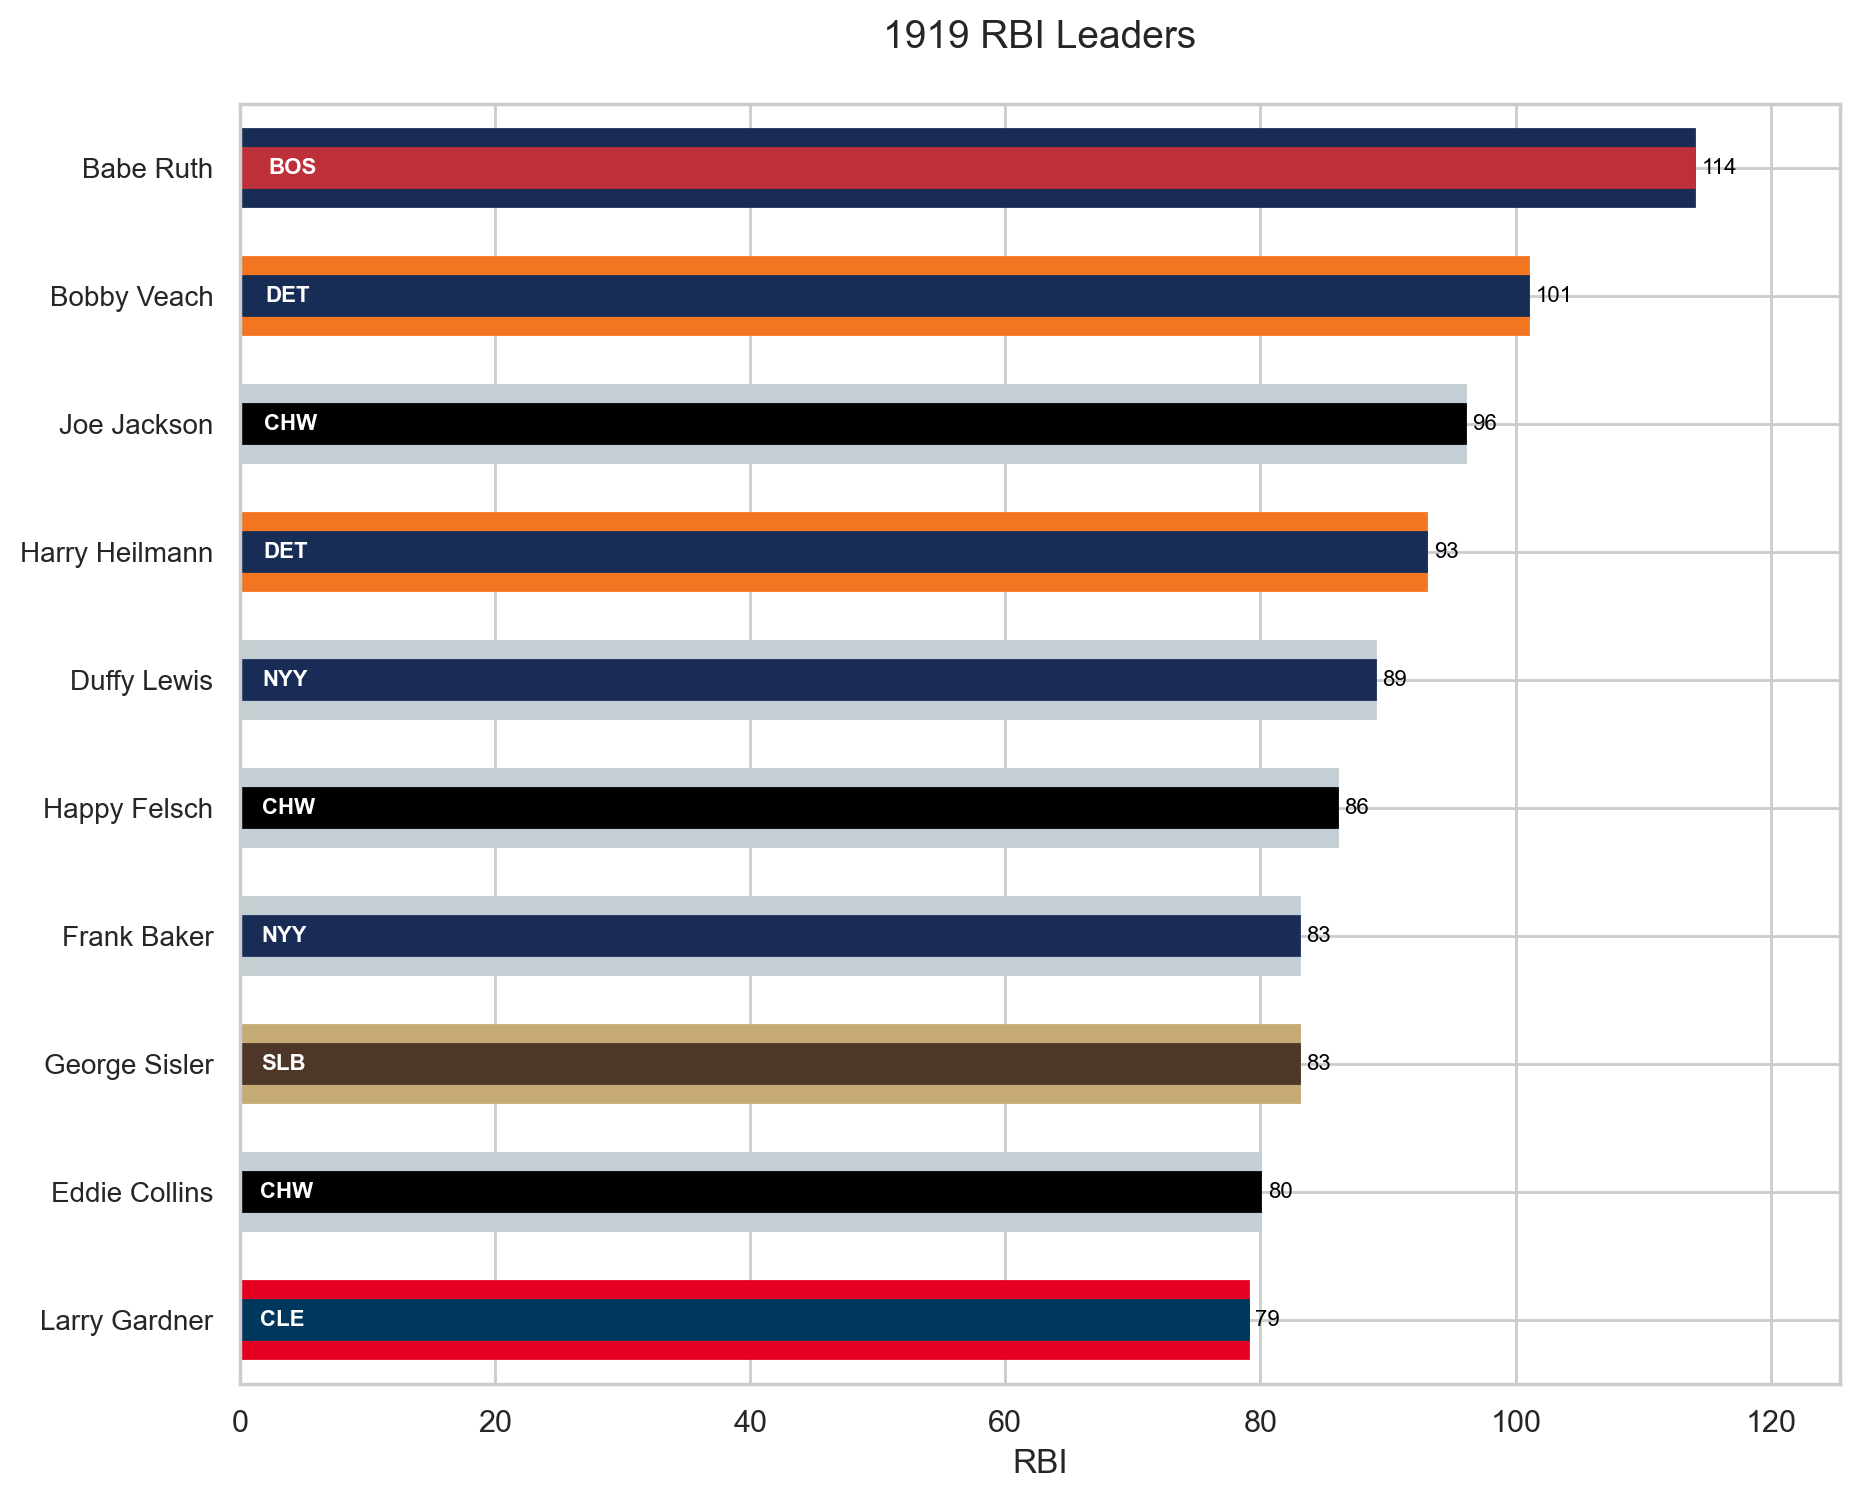 1919 RBI Leaders
Babe Ruth BOS 114
Bobby Veach DET 101
Joe Jackson CHW 96
Harry Heilmann DET 93
Duffy Lewis NYY 89
Happy Felsch CHW 86
Frank Baker NYY 83
George Sisler SLB 83
Eddie Collins CHW 80
Larry Gardner CLE 79
0 20 40 60 80 100 120
RBI